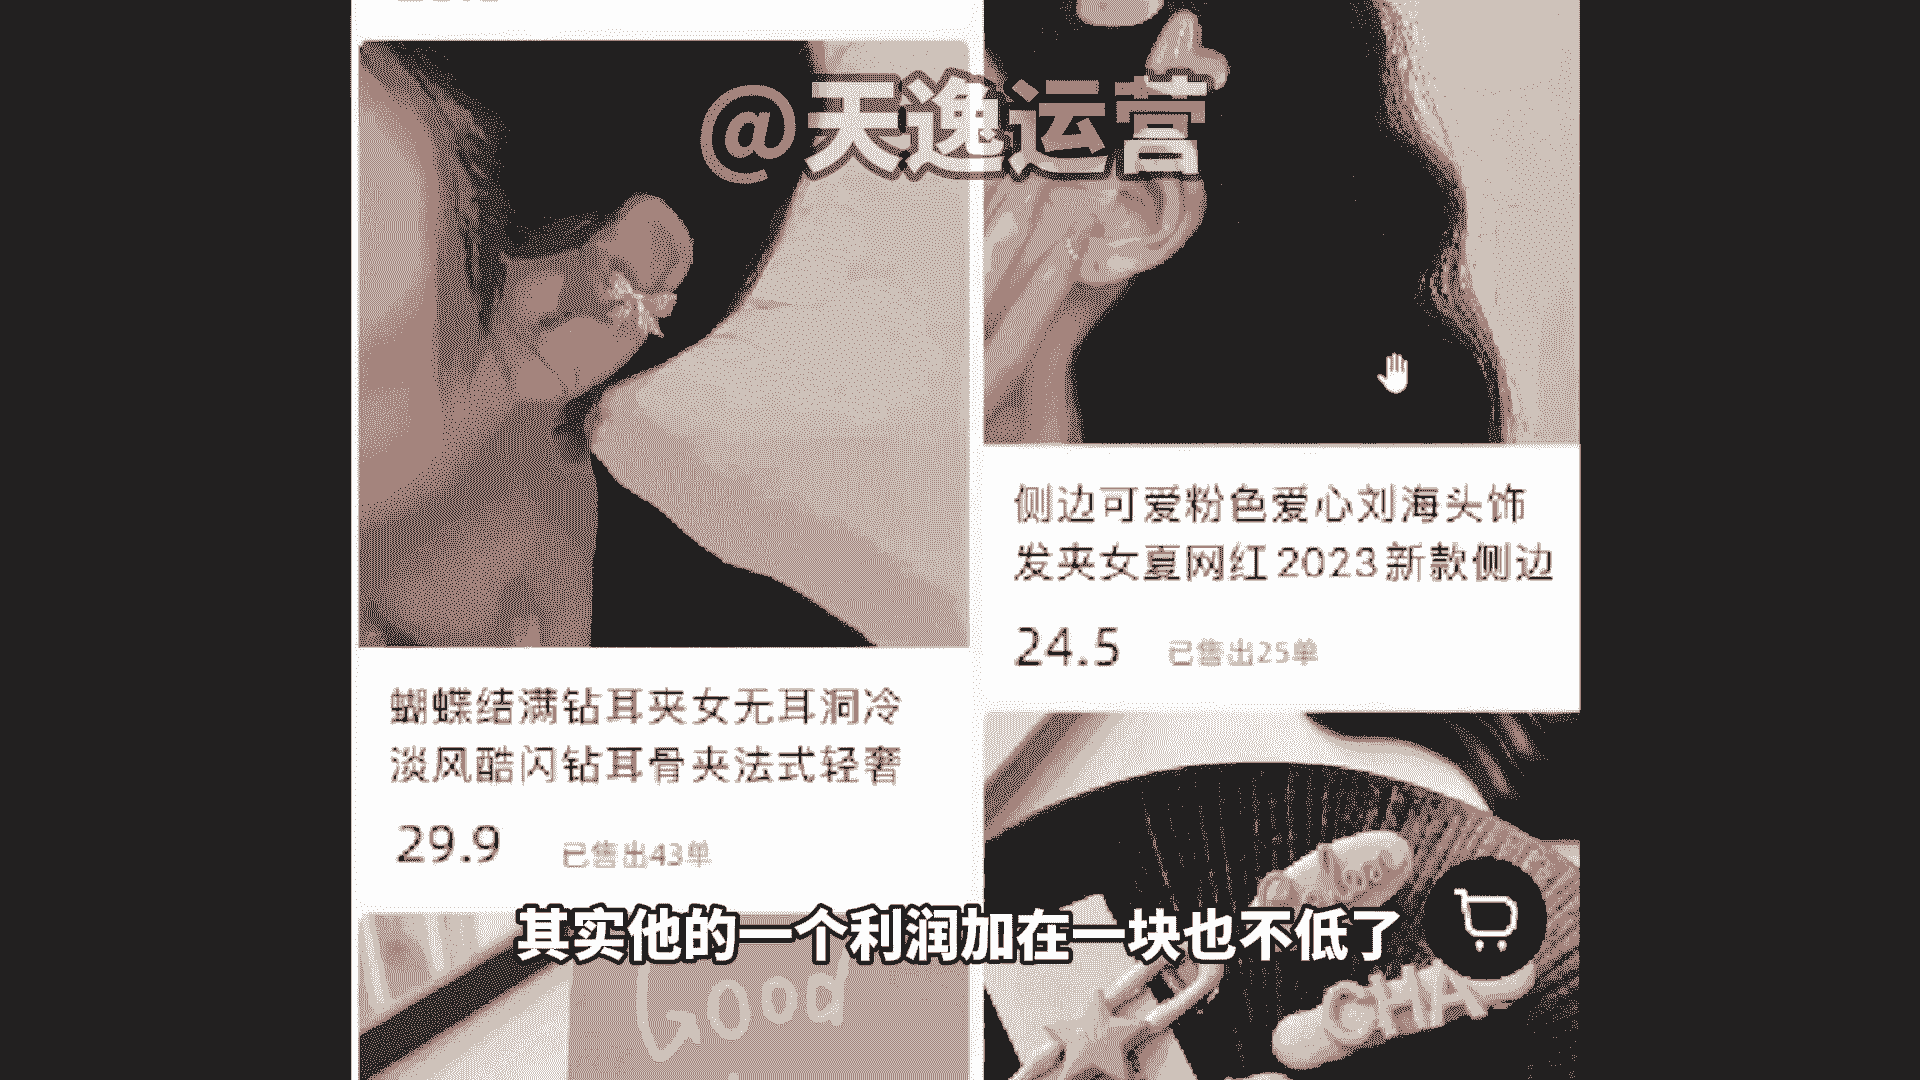 @天逸运营
侧边可爱粉色爱心刘海头饰
发夹女夏网红2023新款侧边
24.5 已售出25单
蝴蝶结满钻耳夹女无耳洞冷
淡风酷闪钻耳骨夹法式轻奢
29.9 已售出43单
其实他的一个利润加在一块也不低了
Good
CHA